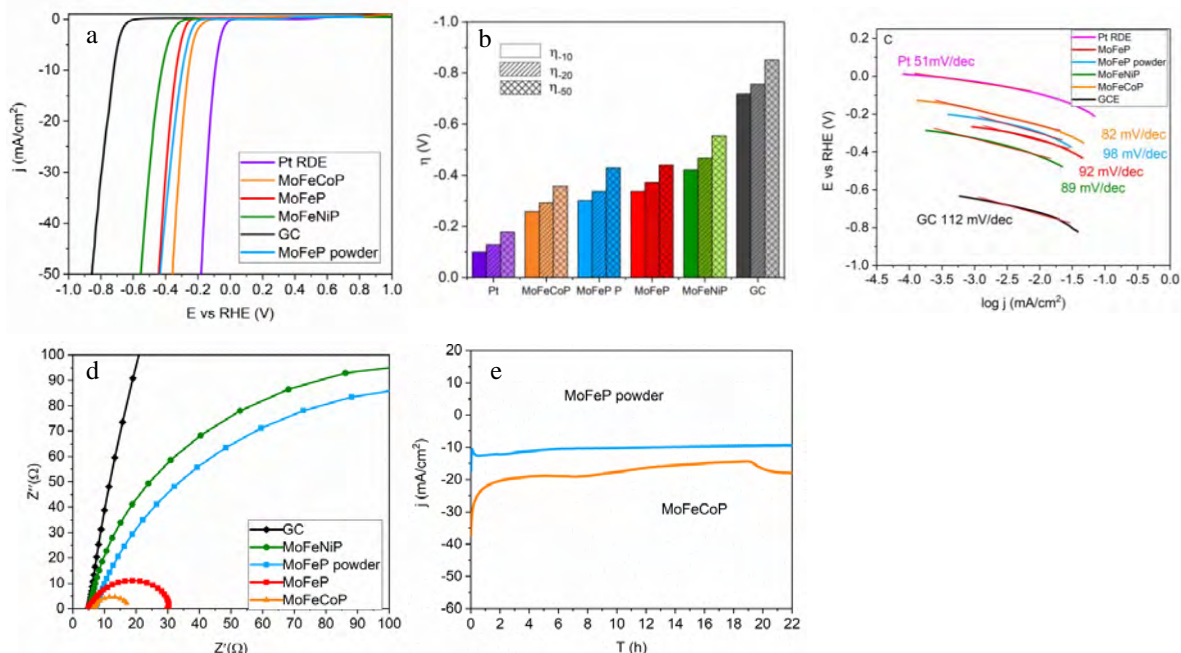 a
j (mA/cm²)
0
-10
-20
-30
-40
-50
Pt RDE
MoFeCoP
MoFeP
MoFeNiP
GC
MoFeP powder
-1.0 -0.8 -0.6 -0.4 -0.2 0.0 0.2 0.4 0.6 0.8 1.0
E vs RHE (V)
b
η (V)
-1.0
-0.8
-0.6
-0.4
-0.2
0.0
η-10
η-20
η-50
Pt MoFeCoP MoFeP P MoFeP MoFeNiP GC
c
E vs RHE (V)
0.2
0.0
-0.2
-0.4
-0.6
-0.8
-1.0
Pt RDE
MoFeP
MoFeP powder
MoFeNiP
MoFeCoP
GCE
Pt 51mV/dec
82 mV/dec
98 mV/dec
92 mV/dec
89 mV/dec
GC 112 mV/dec
-4.5 -4.0 -3.5 -3.0 -2.5 -2.0 -1.5 -1.0 -0.5 0.0
log j (mA/cm²)
d
Z''(Ω)
100
90
80
70
60
50
40
30
20
10
0
GC
MoFeNiP
MoFeP powder
MoFeP
MoFeCoP
0 10 20 30 40 50 60 70 80 90 100
Z'(Ω)
e
j (mA/cm²)
20
10
0
-10
-20
-30
-40
-50
-60
MoFeP powder
MoFeCoP
0 2 4 6 8 10 12 14 16 18 20 22
T (h)